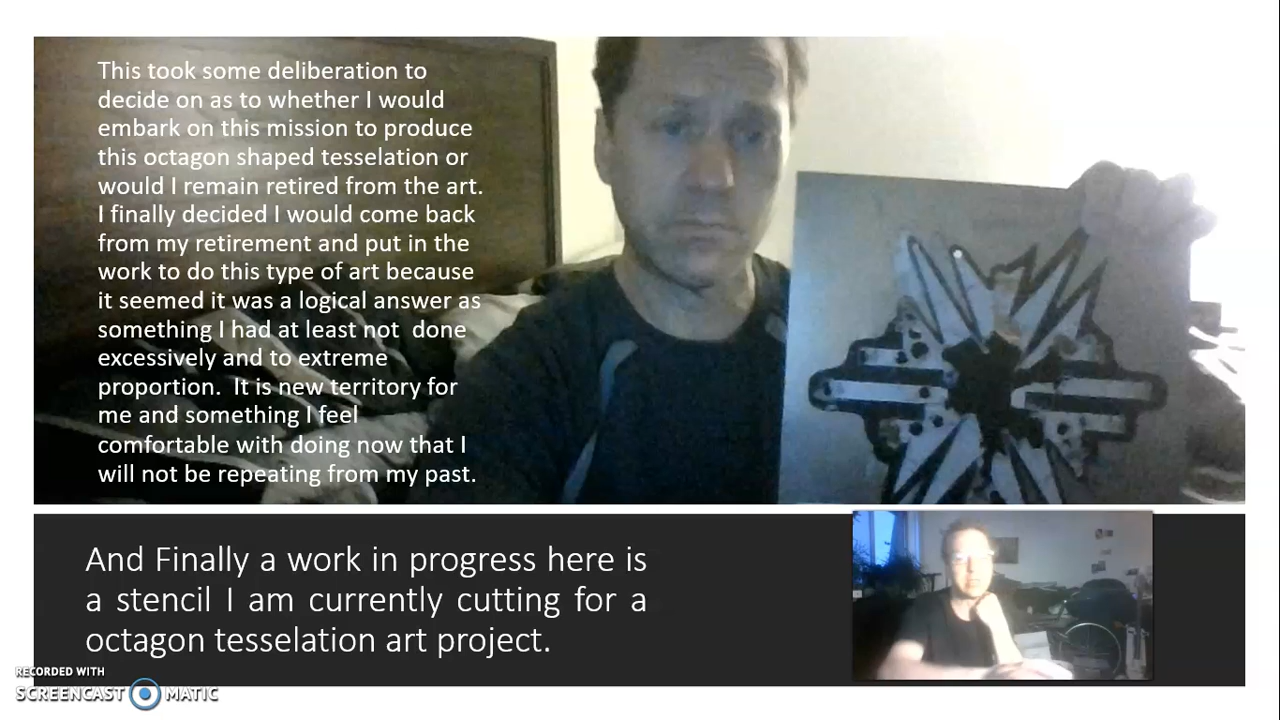 This took some deliberation to
decide on as to whether I would
embark on this mission to produce
this octagon shaped tesselation or
would I remain retired from the art.
I finally decided I would come back
from my retirement and put in the
work to do this type of art because
it seemed it was a logical answer as
something I had at least not  done
excessively and to extreme
proportion.  It is new territory for
me and something I feel
comfortable with doing now that I
will not be repeating from my past.
And Finally a work in progress here is
a stencil I am currently cutting for a
octagon tesselation art project.
RECORDED WITH
SCREENCAST MATIC